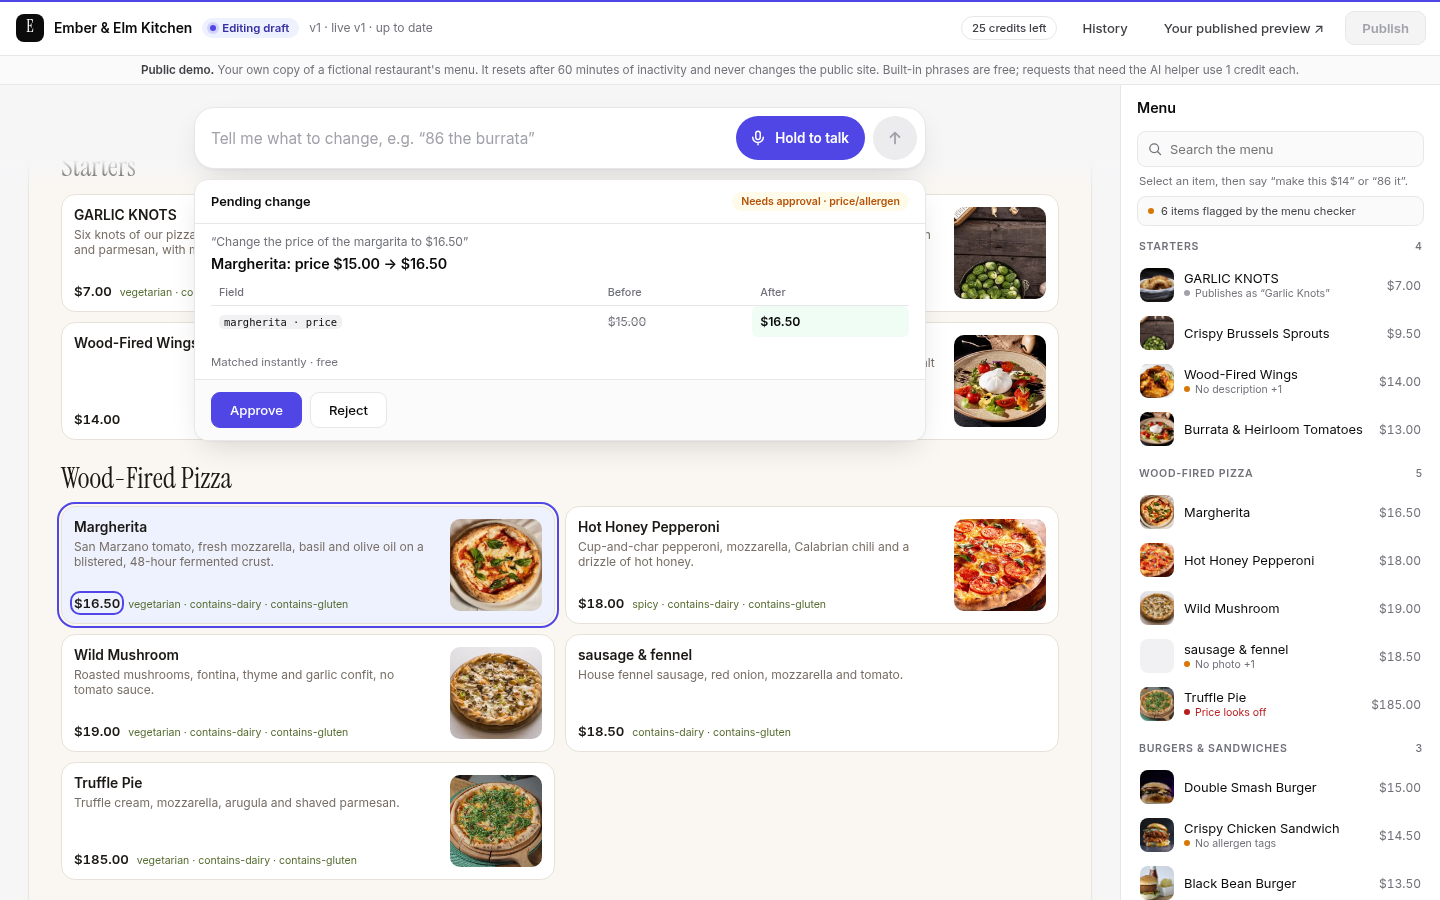 E
Ember & Elm Kitchen
Editing draft
v1 · live v1 · up to date
25 credits left
History
Your published preview ↗
Publish
Public demo. Your own copy of a fictional restaurant's menu. It resets after 60 minutes of inactivity and never changes the public site. Built-in phrases are free; requests that need the AI helper use 1 credit each.
Tell me what to change, e.g. “86 the burrata”
Hold to talk
Starters
GARLIC KNOTS
Six knots of our pizza
and parseman, with
$7.00 vegetarian · co
Wood-Fired Wings
$14.00
Pending change
Needs approval · price/allergen
“Change the price of the margarita to $16.50”
Margherita: price $15.00 → $16.50
Field Before After
margherita · price $15.00 $16.50
Matched instantly · free
Approve
Reject
Wood-Fired Pizza
Margherita
San Marzano tomato, fresh mozzarella, basil and olive oil on a
blistered, 48-hour fermented crust.
$16.50 vegetarian · contains-dairy · contains-gluten
Hot Honey Pepperoni
Cup-and-char pepperoni, mozzarella, Calabrian chili and a
drizzle of hot honey.
$18.00 spicy · contains-dairy · contains-gluten
Wild Mushroom
Roasted mushrooms, fontina, thyme and garlic confit, no
tomato sauce.
$19.00 vegetarian · contains-dairy · contains-gluten
sausage & fennel
House fennel sausage, red onion, mozzarella and tomato.
$18.50 contains-dairy · contains-gluten
Truffle Pie
Truffle cream, mozzarella, arugula and shaved parmesan.
$185.00 vegetarian · contains-dairy · contains-gluten
Menu
Search the menu
Select an item, then say “make this $14” or “86 it”.
6 items flagged by the menu checker
STARTERS 4
GARLIC KNOTS
Publishes as “Garlic Knots”
$7.00
Crispy Brussels Sprouts $9.50
Wood-Fired Wings
No description +1
$14.00
Burrata & Heirloom Tomatoes $13.00
WOOD-FIRED PIZZA 5
Margherita $16.50
Hot Honey Pepperoni $18.00
Wild Mushroom $19.00
sausage & fennel
No photo +1
$18.50
Truffle Pie
Price looks off
$185.00
BURGERS & SANDWICHES 3
Double Smash Burger $15.00
Crispy Chicken Sandwich
No allergen tags
$14.50
Black Bean Burger $13.50